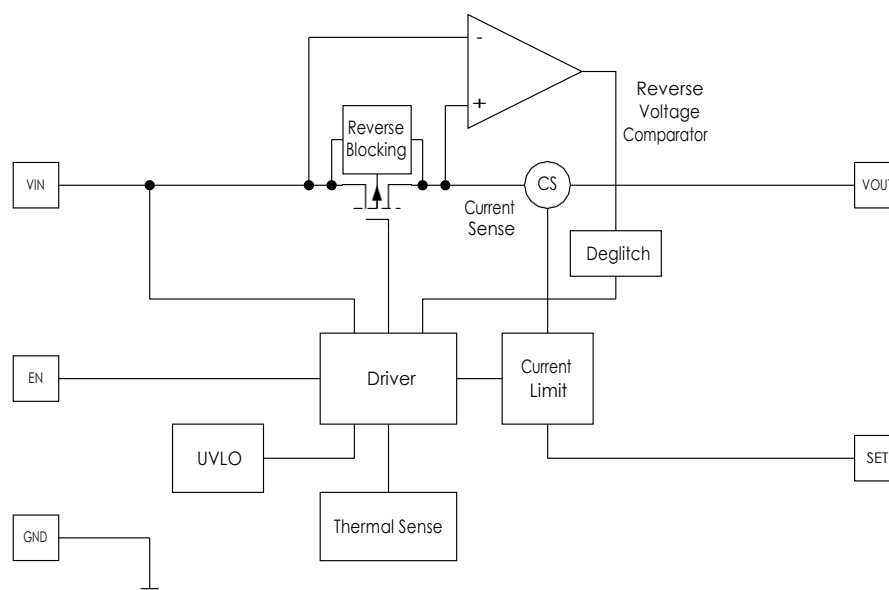 -
+
Reverse
Voltage
Comparator
Reverse
Blocking
VIN
CS
VOUT
Current
Sense
Deglitch
Driver
Current
Limit
EN
UVLO
SET
Thermal Sense
GND